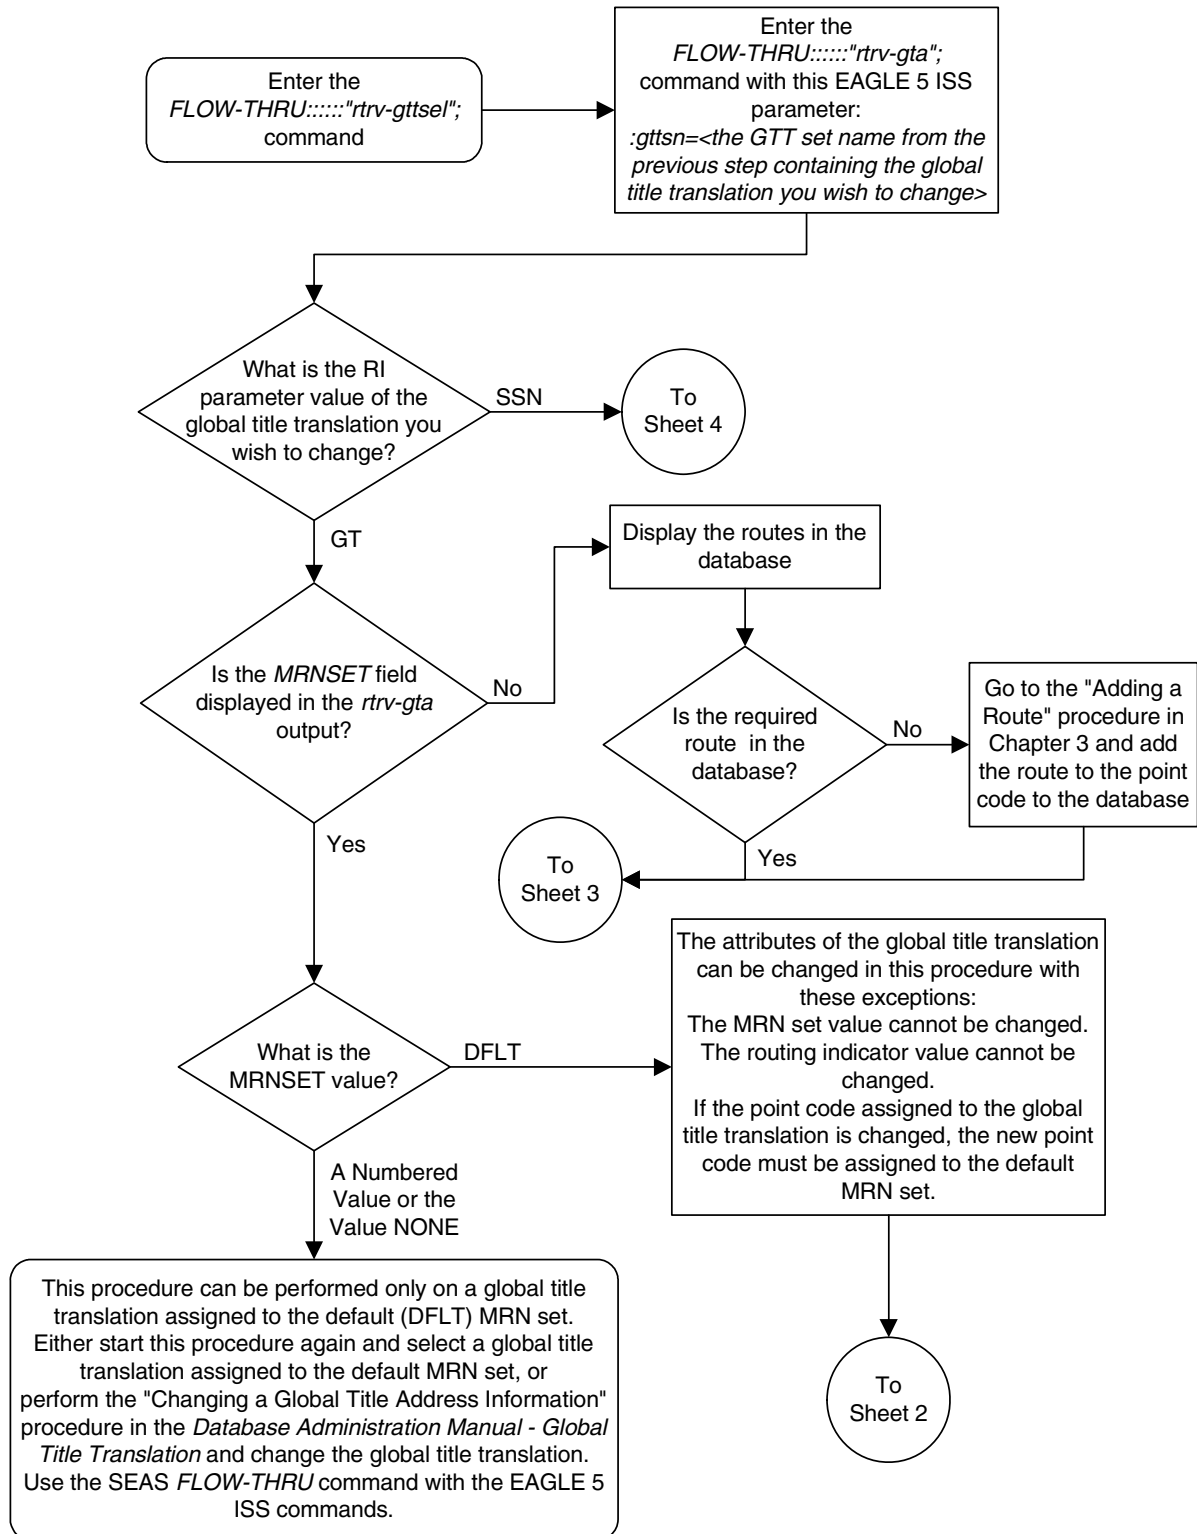 Enter the
FLOW-THRU::::::"rtrv-gttsel";
command
Enter the
FLOW-THRU::::::"rtrv-gta";
command with this EAGLE 5 ISS
parameter:
:gttsn=<the GTT set name from the
previous step containing the global
title translation you wish to change>
What is the RI
parameter value of the
global title translation you
wish to change?
SSN
To
Sheet 4
GT
Display the routes in the
database
Is the MRNSET field
displayed in the rtrv-gta
output?
No
Is the required
route in the
database?
No
Go to the "Adding a
Route" procedure in
Chapter 3 and add
the route to the point
code to the database
Yes
Yes
To
Sheet 3
The attributes of the global title translation
can be changed in this procedure with
these exceptions:
The MRN set value cannot be changed.
The routing indicator value cannot be
changed.
If the point code assigned to the global
title translation is changed, the new point
code must be assigned to the default
MRN set.
What is the
MRNSET value?
DFLT
A Numbered
Value or the
Value NONE
This procedure can be performed only on a global title
translation assigned to the default (DFLT) MRN set.
Either start this procedure again and select a global title
translation assigned to the default MRN set, or
perform the "Changing a Global Title Address Information"
procedure in the Database Administration Manual - Global
Title Translation and change the global title translation.
Use the SEAS FLOW-THRU command with the EAGLE 5
ISS commands.
To
Sheet 2